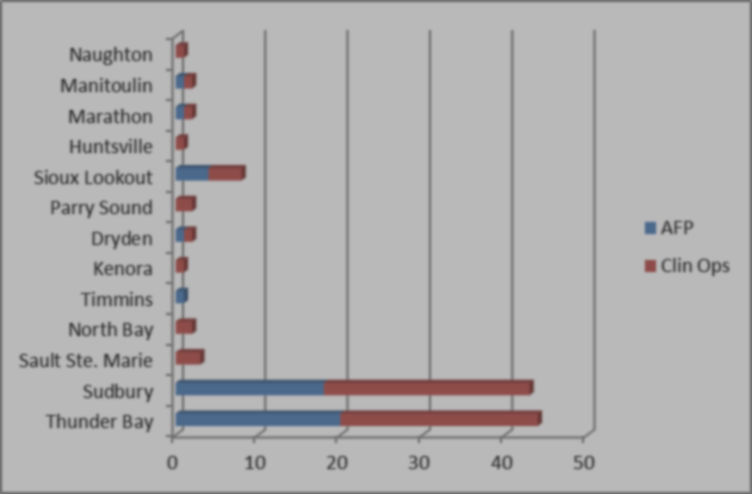 Naughton
Manitoulin
Marathon
Huntsville
Sioux Lookout
Parry Sound
Dryden
Kenora
Timmins
North Bay
Sault Ste. Marie
Sudbury
Thunder Bay
0 10 20 30 40 50
AFP
Clin Ops